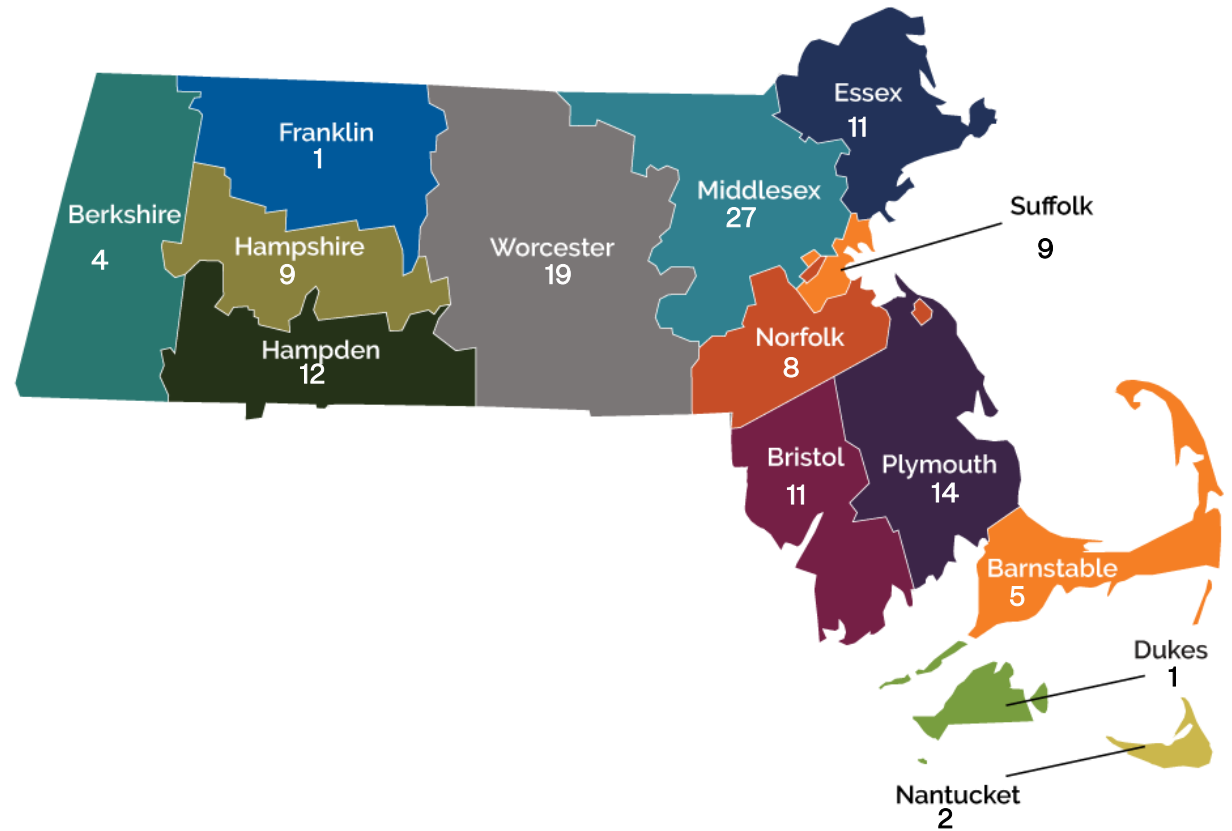 Essex
11
Franklin
1
Middlesex
27
Suffolk
9
Berkshire
4
Hampshire
9
Worcester
19
Norfolk
8
Hampden
12
Bristol
11
Plymouth
14
Barnstable
5
Dukes
1
Nantucket
2